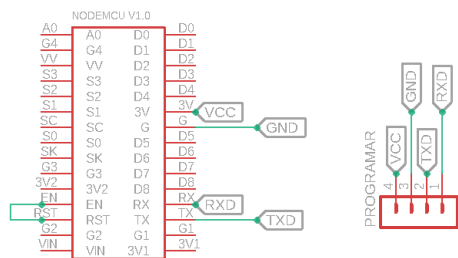 NODEMCU V1.0
A0 A0 D0 D0
G4 G4 D1 D1
VV VV D2 D2
S3 S3 D3 D3
S2 S2 D4 D4
S1 S1 3V 3V VCC
SC SC G G GND
S0 S0 D5 D5
SK SK D6 D6
G3 G3 D7 D7
3V2 3V2 D8 D8
EN EN RX RX RXD
RST RST TX TX TXD
G2 G2 G1 G1
VIN VIN 3V1 3V1
PROGRAMAR
VCC GND TXD RXD
4 3 2 1